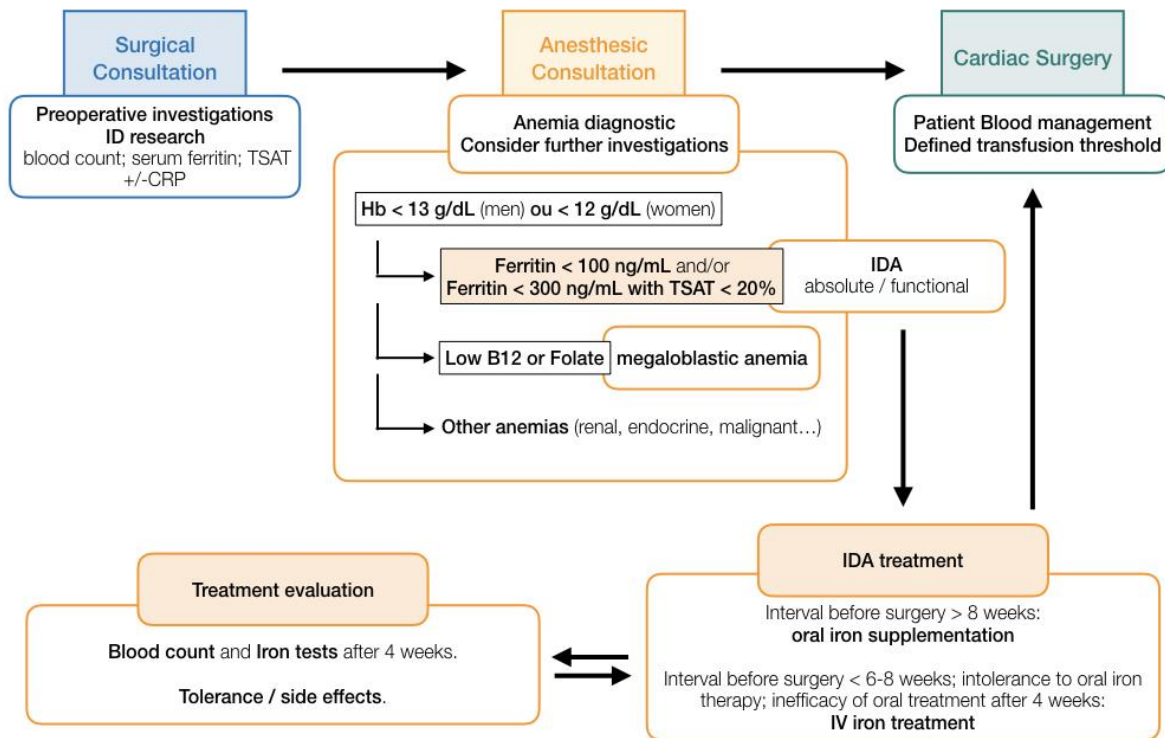 Surgical
Consultation
Preoperative investigations
ID research
blood count; serum ferritin; TSAT
+/-CRP
Anesthesic
Consultation
Anemia diagnostic
Consider further investigations
Cardiac Surgery
Patient Blood management
Defined transfusion threshold
Hb < 13 g/dL (men) ou < 12 g/dL (women)
Ferritin < 100 ng/mL and/or
Ferritin < 300 ng/mL with TSAT < 20%
IDA
absolute / functional
Low B12 or Folate
megaloblastic anemia
Other anemias (renal, endocrine, malignant…)
IDA treatment
Interval before surgery > 8 weeks:
oral iron supplementation
Interval before surgery < 6-8 weeks; intolerance to oral iron
therapy; inefficacy of oral treatment after 4 weeks:
IV iron treatment
Treatment evaluation
Blood count and Iron tests after 4 weeks.
Tolerance / side effects.